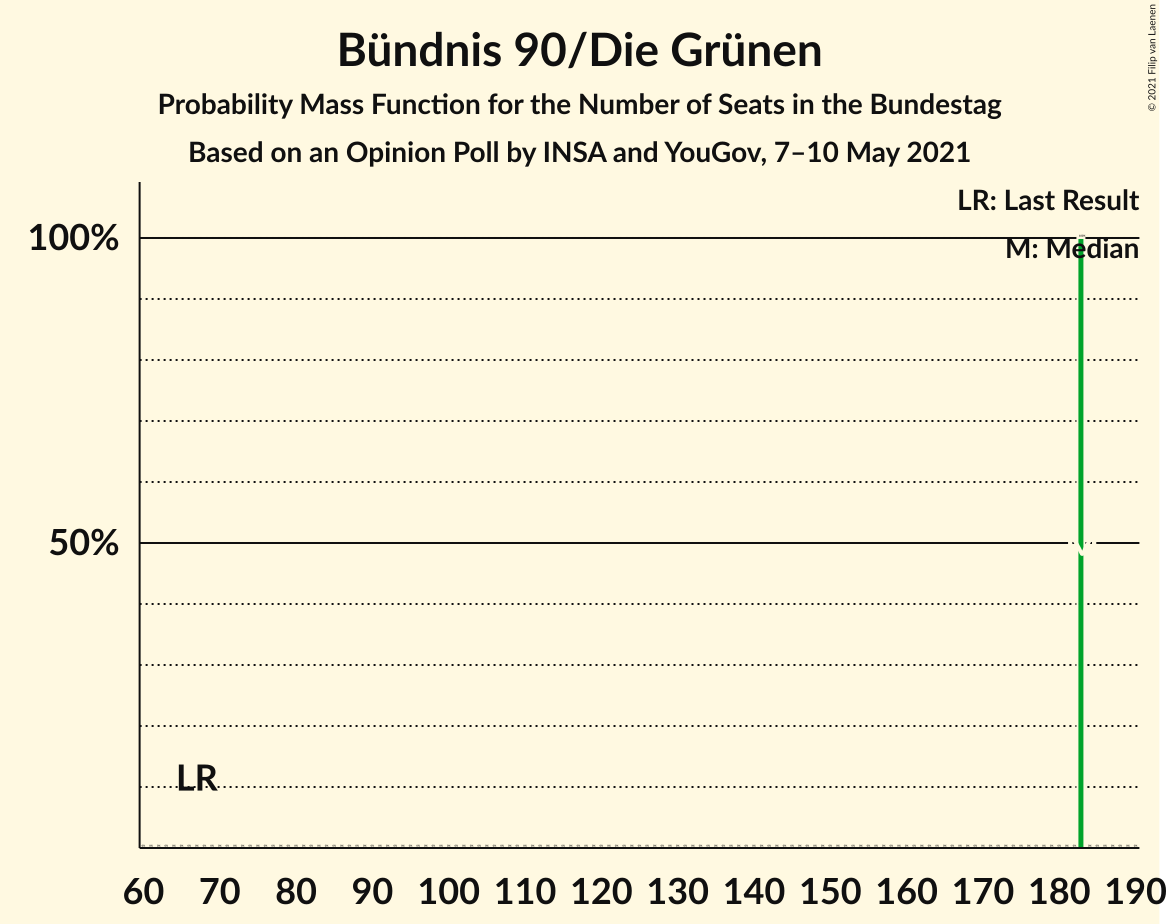 Bündnis 90/Die Grünen
Probability Mass Function for the Number of Seats in the Bundestag
Based on an Opinion Poll by INSA and YouGov, 7–10 May 2021
© 2021 Filip van Laenen
LR: Last Result
M: Median
100%
50%
LR
60 70 80 90 100 110 120 130 140 150 160 170 180 190